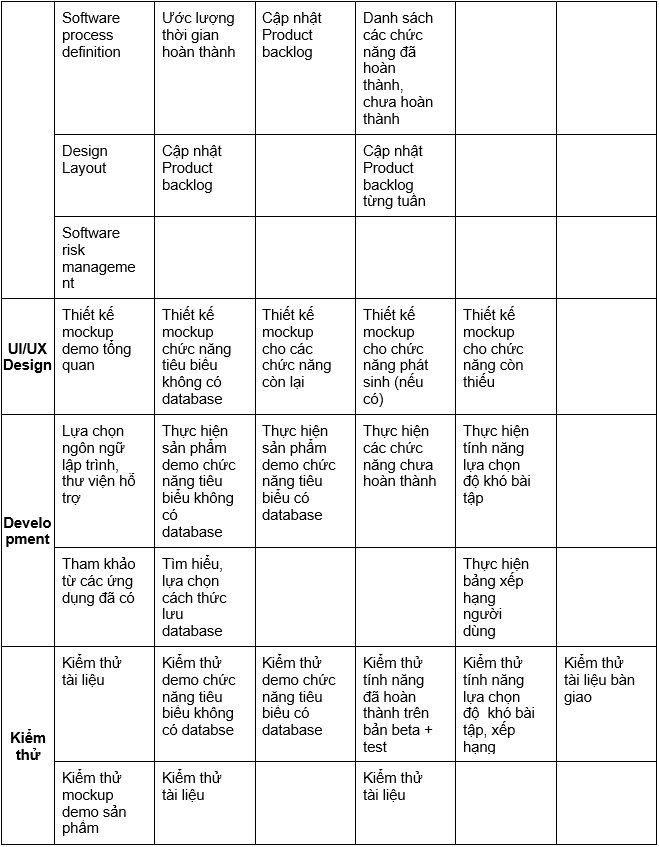 Software
process
definition
Ước lượng
thời gian
hoàn thành
Cập nhật
Product
backlog
Danh sách
các chức
năng đã
hoàn
thành,
chưa hoàn
thành
Design
Layout
Cập nhật
Product
backlog
Cập nhật
Product
backlog
từng tuần
Software
risk
manageme
nt
UI/UX
Design
Thiết kế
mockup
demo tổng
quan
Thiết kế
mockup
chức năng
tiêu biểu
không có
database
Thiết kế
mockup
cho các
chức năng
còn lại
Thiết kế
mockup
cho chức
năng phát
sinh (nếu
có)
Thiết kế
mockup
cho chức
năng còn
thiếu
Develo
pment
Lựa chọn
ngôn ngữ
lập trình,
thư viện hỗ
trợ
Thực hiện
sản phẩm
demo chức
năng tiêu
biểu không
có
database
Thực hiện
sản phẩm
demo chức
năng tiêu
biểu có
database
Thực hiện
các chức
năng chưa
hoàn thành
Thực hiện
tính năng
lựa chọn
độ khó bài
tập
Tham khảo
từ các ứng
dụng đã có
Tìm hiểu,
lựa chọn
cách thức
lưu
database
Thực hiện
bảng xếp
hạng
người
dùng
Kiểm
thử
Kiểm thử
tài liệu
Kiểm thử
demo chức
năng tiêu
biểu không
có databse
Kiểm thử
demo chức
năng tiêu
biểu có
database
Kiểm thử
tính năng
đã hoàn
thành trên
bản beta +
test
Kiểm thử
tính năng
lựa chọn
độ  khó bài
tập, xếp
hạng
Kiểm thử
tài liệu bàn
giao
Kiểm thử
mockup
demo sản
phẩm
Kiểm thử
tài liệu
Kiểm thử
tài liệu